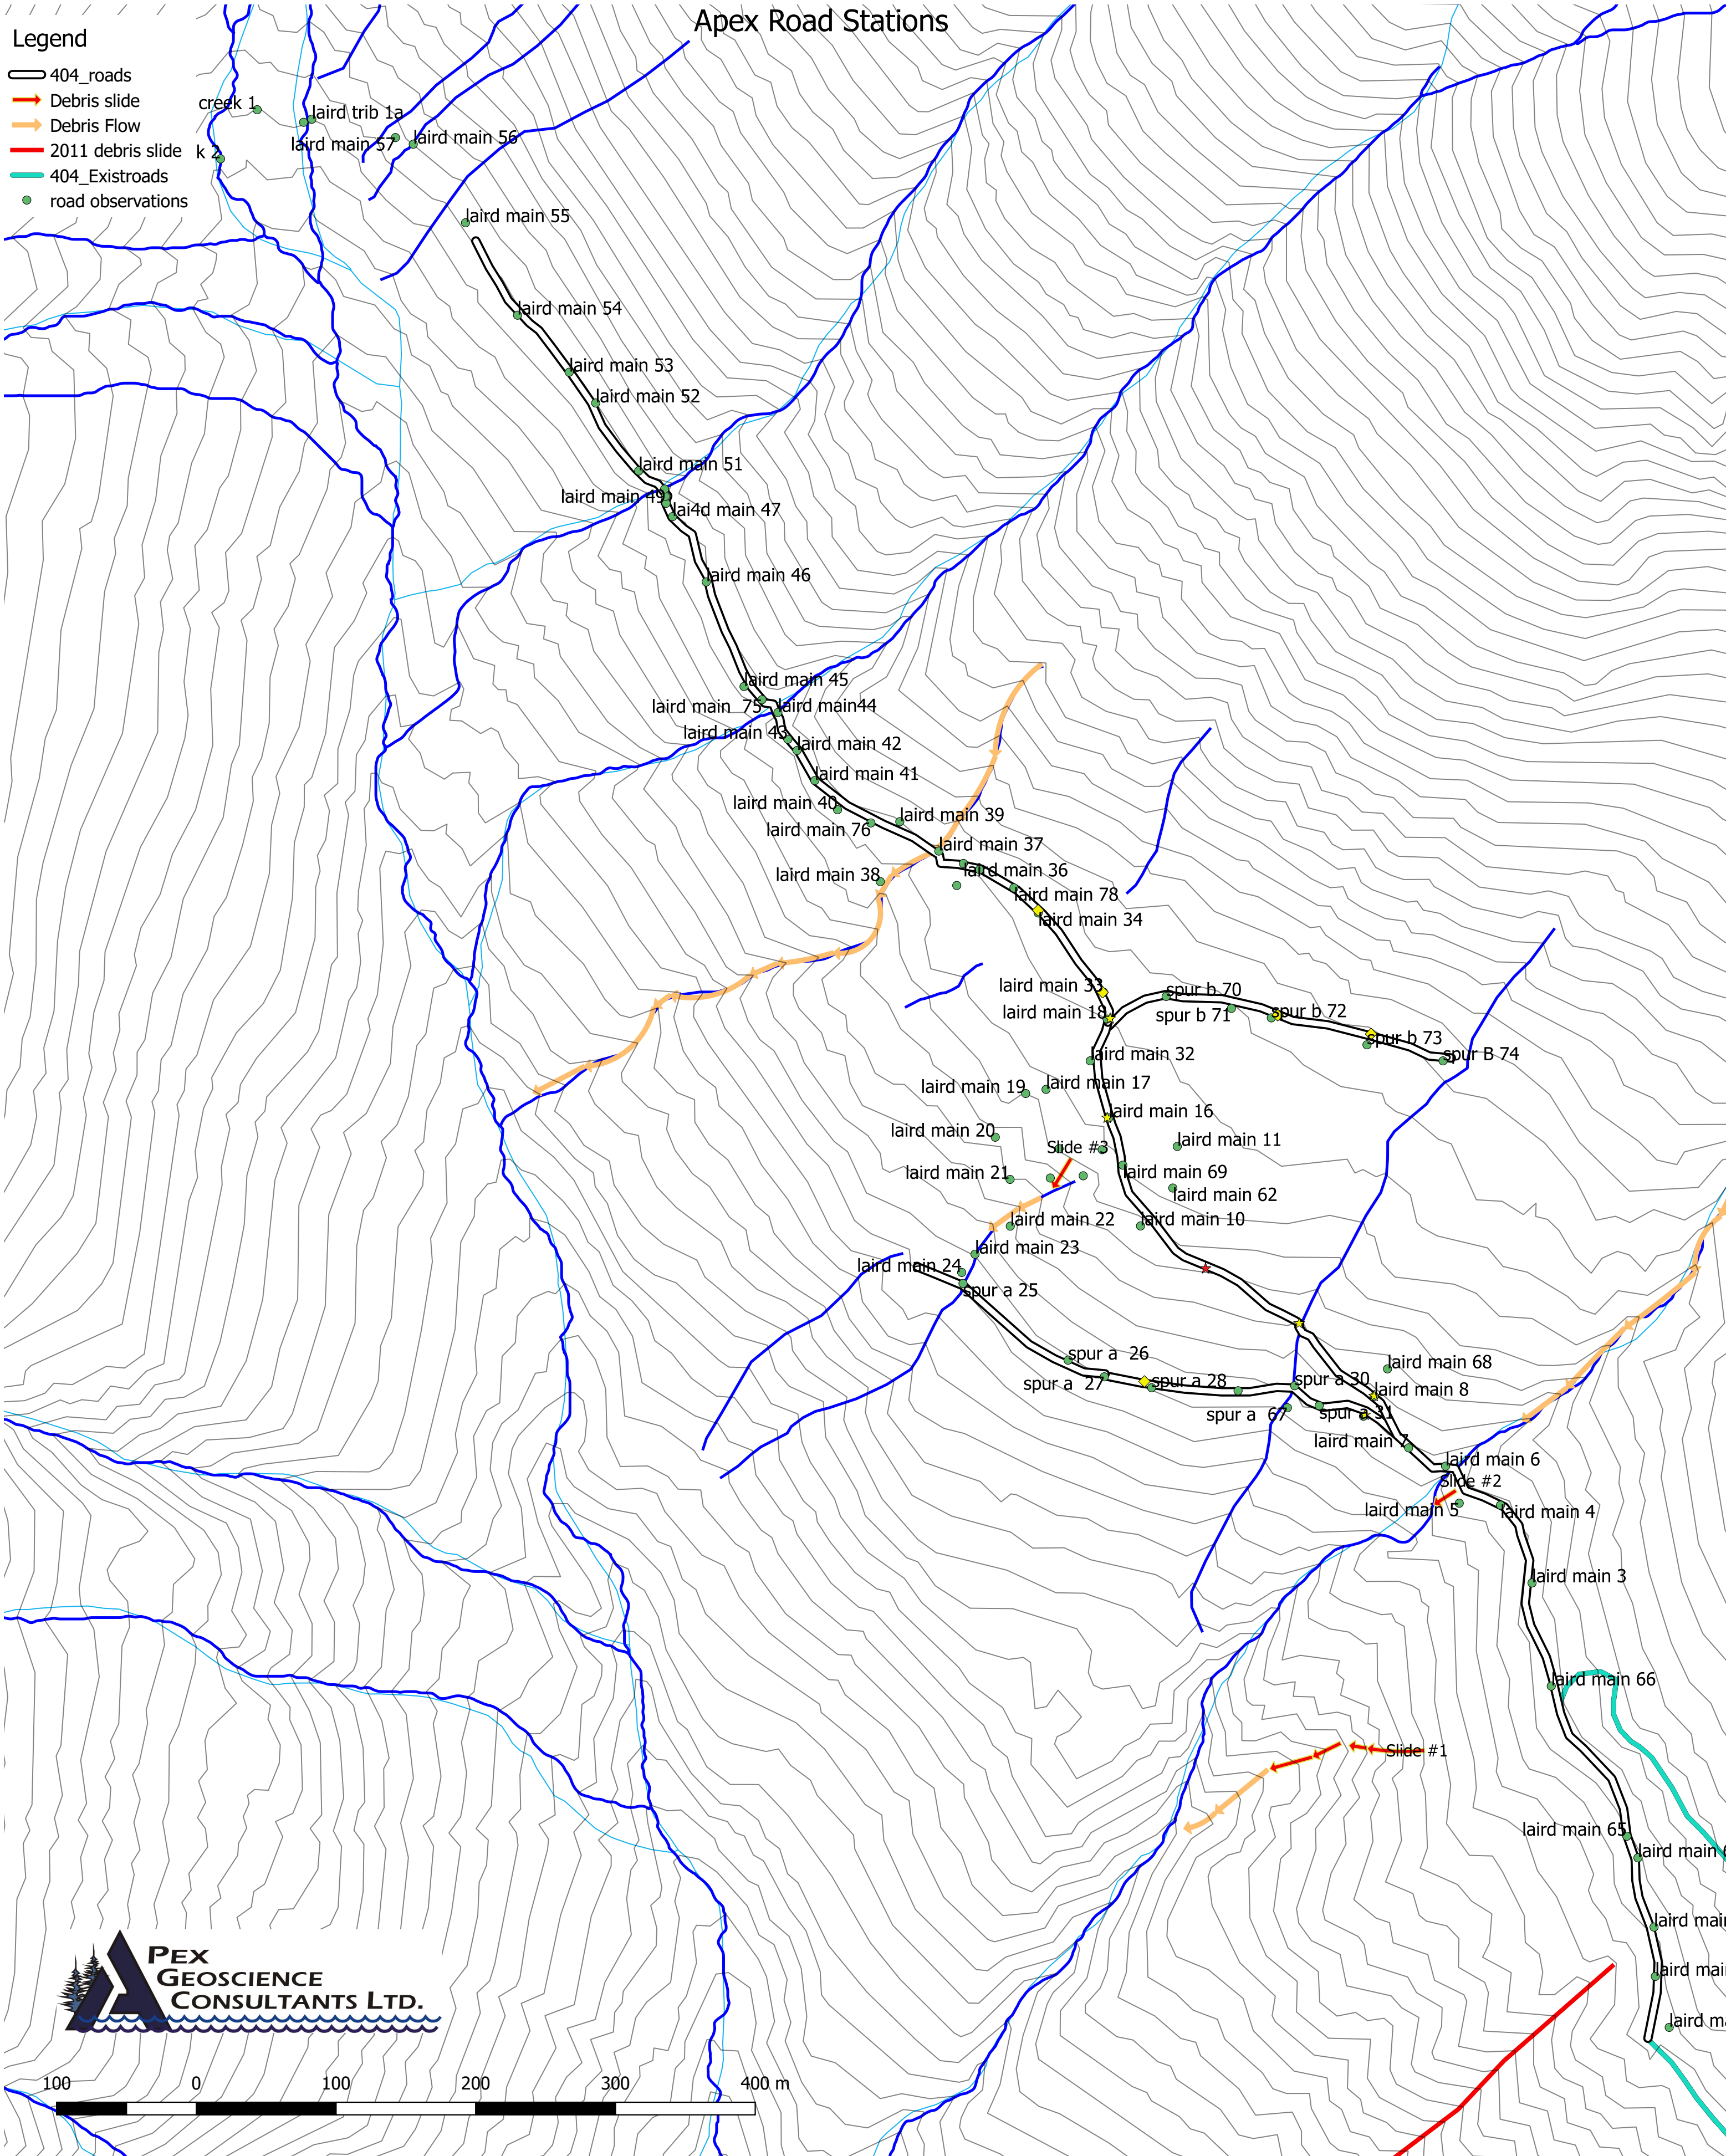 Apex Road Stations
Legend
404_roads
Debris slide
Debris Flow
2011 debris slide
404_Existroads
road observations
creek 1
laird trib 1a
laird main 57
laird main 56
k 2
laird main 55
laird main 54
laird main 53
laird main 52
laird main 51
laird main 49
lai4d main 47
laird main 46
laird main 45
laird main 75
laird main44
laird main 43
laird main 42
laird main 41
laird main 40
laird main 39
laird main 76
laird main 37
laird main 36
laird main 38
laird main 78
laird main 34
laird main 33
spur b 70
laird main 18
spur b 71
spur b 72
spur b 73
spur B 74
laird main 32
laird main 19
laird main 17
laird main 16
laird main 20
Slide #3
laird main 11
laird main 21
laird main 69
laird main 62
laird main 22
laird main 10
laird main 23
laird main 24
spur a 25
spur a 26
laird main 68
spur a 27
spur a 28
spur a 30
laird main 8
spur a 67
spur a 31
laird main 7
laird main 6
Slide #2
laird main 5
laird main 4
laird main 3
laird main 66
Slide #1
laird main 65
laird main
laird mai
laird mai
laird m
PEX
GEOSCIENCE
CONSULTANTS LTD.
100 0 100 200 300 400 m